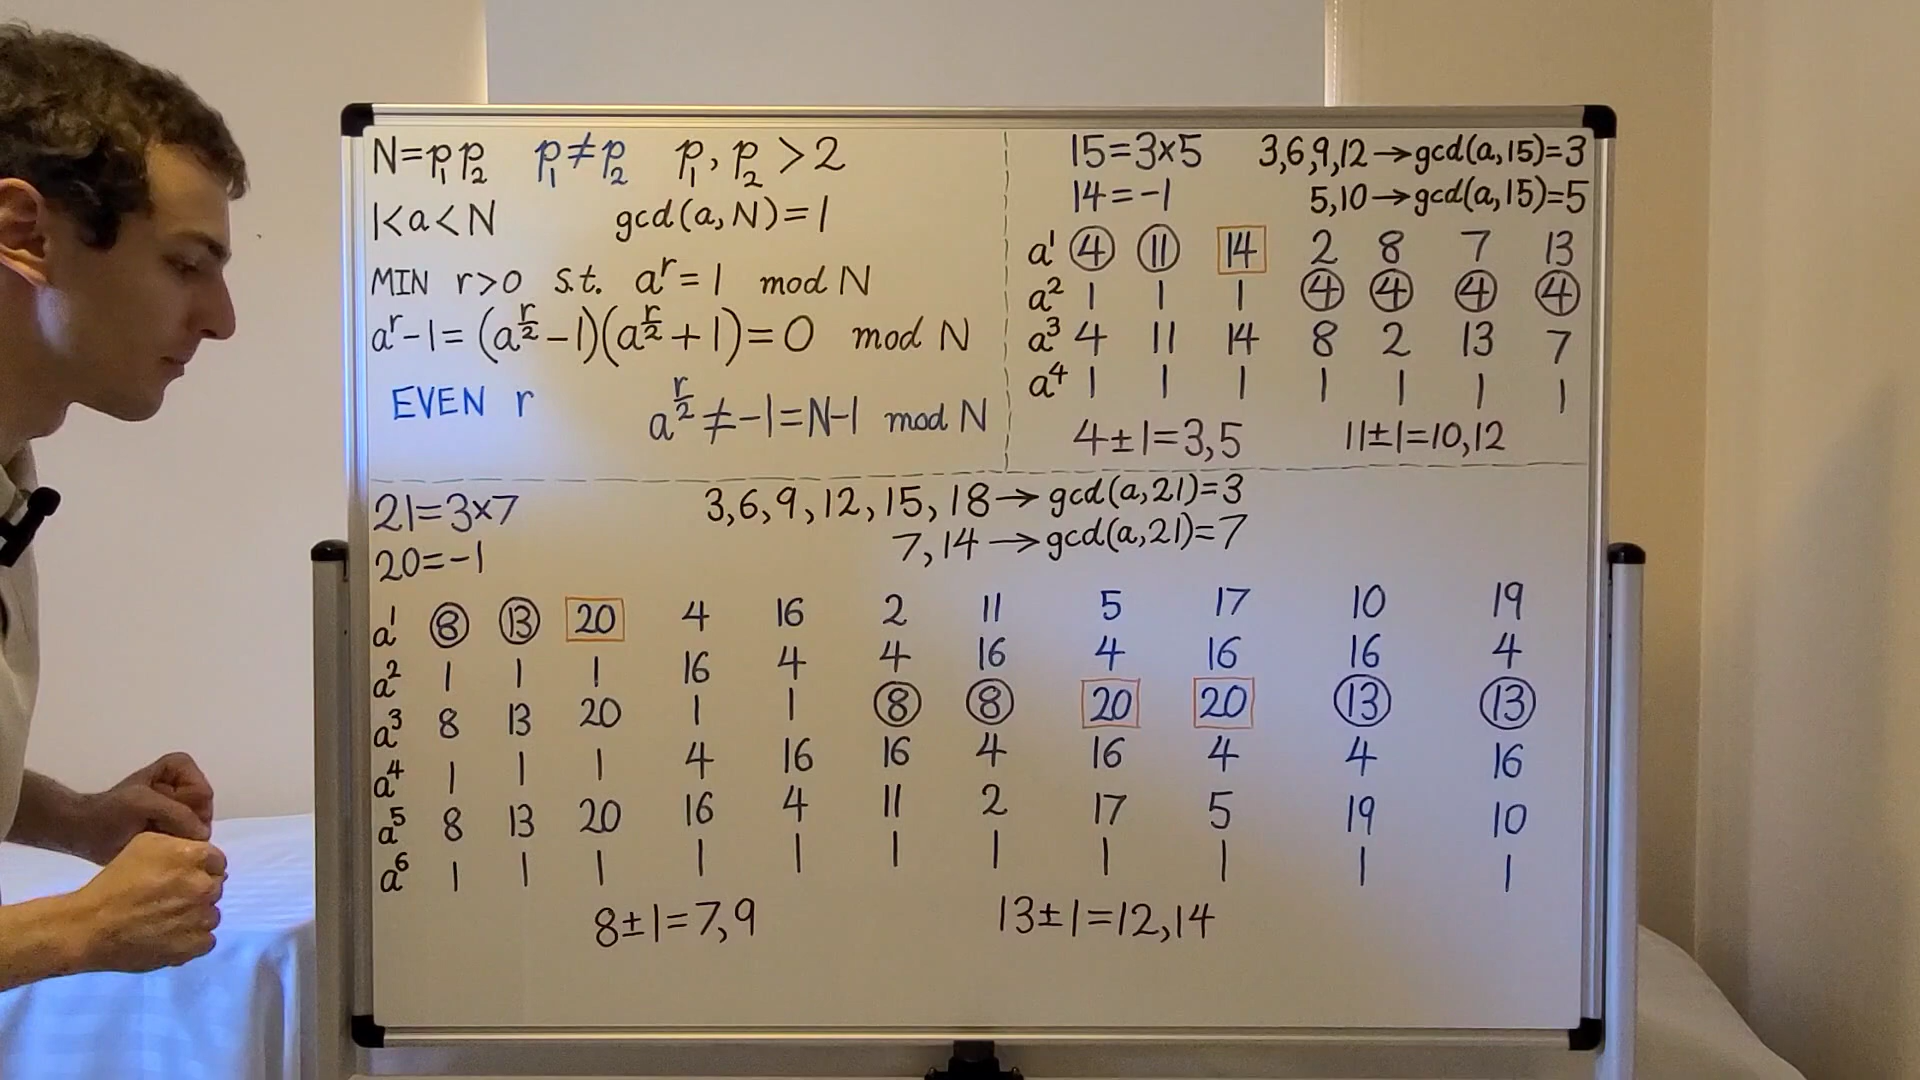 N=p₁p₂ p₁≠p₂ p₁, p₂ >2
1<a<N gcd(a,N)=1
MIN r>0 s.t. a^r=1 mod N
a^r-1=(a^(r/2)-1)(a^(r/2)+1)=0 mod N
EVEN r a^(r/2)≠-1=N-1 mod N
15=3×5 3,6,9,12→gcd(a,15)=3
14=-1 5,10→gcd(a,15)=5
a¹ 4 11 14 2 8 7 13
a² 1 1 1 4 4 4 4
a³ 4 11 14 8 2 13 7
a⁴ 1 1 1 1 1 1 1
4±1=3,5 11±1=10,12
21=3×7 3,6,9,12,15,18→gcd(a,21)=3
20=-1 7,14→gcd(a,21)=7
a¹ 8 13 20 4 16 2 11 5 17 10 19
a² 1 1 1 16 4 4 16 4 16 16 4
a³ 8 13 20 1 1 8 8 20 20 13 13
a⁴ 1 1 1 4 16 16 4 16 4 4 16
a⁵ 8 13 20 16 4 11 2 17 5 19 10
a⁶ 1 1 1 1 1 1 1 1 1 1 1
8±1=7,9 13±1=12,14